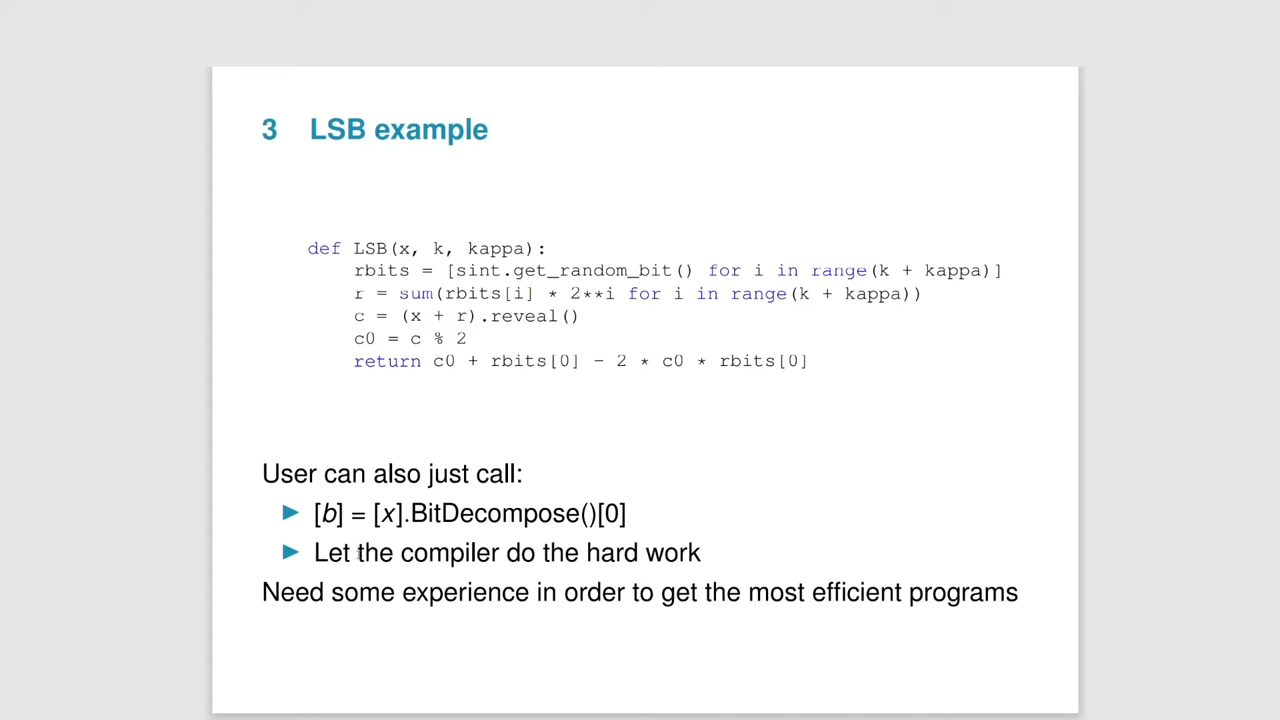 3 LSB example
def LSB(x, k, kappa):
rbits = [sint.get_random_bit() for i in range(k + kappa)]
r = sum(rbits[i] * 2**i for i in range(k + kappa))
c = (x + r).reveal()
c0 = c % 2
return c0 + rbits[0] - 2 * c0 * rbits[0]
User can also just call:
▶ [b] = [x].BitDecompose()[0]
▶ Let the compiler do the hard work
Need some experience in order to get the most efficient programs